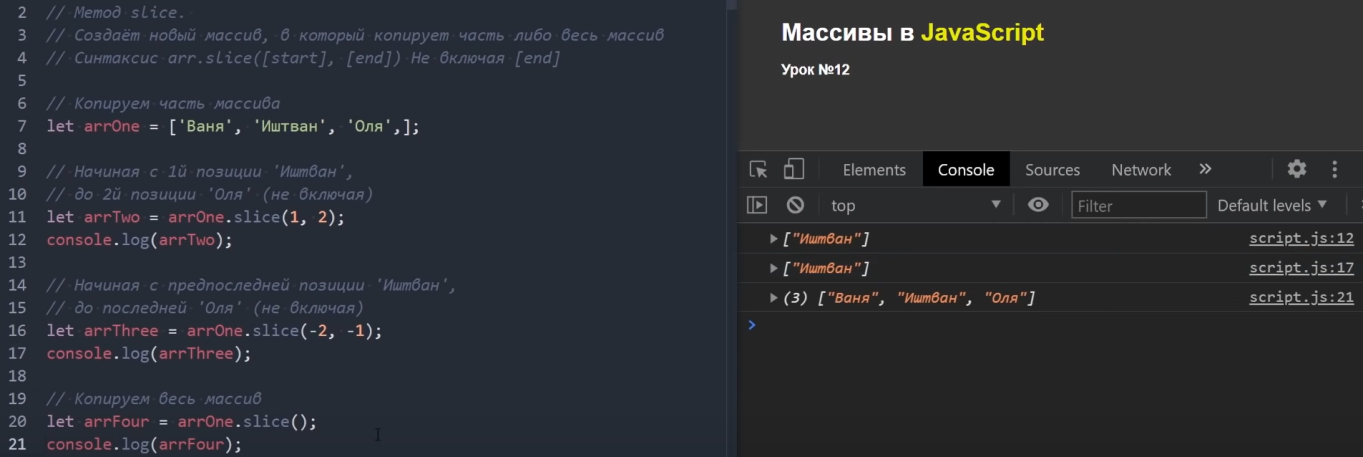 2 // Метод slice.
3 // Создаёт новый массив, в который копирует часть либо весь массив
4 // Синтаксис arr.slice([start], [end]) Не включая [end]
5
6 // Копируем часть массива
7 let arrOne = ['Ваня', 'Иштван', 'Оля',];
8
9 // Начиная с 1й позиции 'Иштван',
10 // до 2й позиции 'Оля' (не включая)
11 let arrTwo = arrOne.slice(1, 2);
12 console.log(arrTwo);
13
14 // Начиная с предпоследней позиции 'Иштван',
15 // до последней 'Оля' (не включая)
16 let arrThree = arrOne.slice(-2, -1);
17 console.log(arrThree);
18
19 // Копируем весь массив
20 let arrFour = arrOne.slice();
21 console.log(arrFour);
Массивы в JavaScript
Урок №12
Elements Console Sources Network »
top Filter Default levels
["Иштван"] script.js:12
["Иштван"] script.js:17
(3) ["Ваня", "Иштван", "Оля"] script.js:21
>